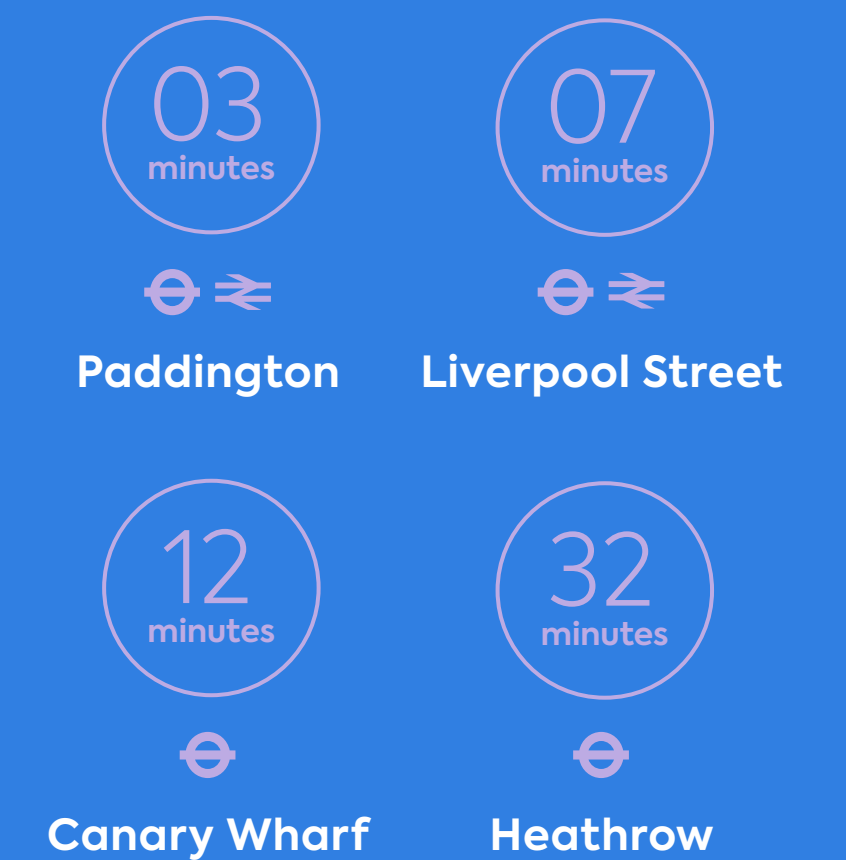 03
minutes
07
minutes
Paddington
Liverpool Street
12
minutes
32
minutes
Canary Wharf
Heathrow